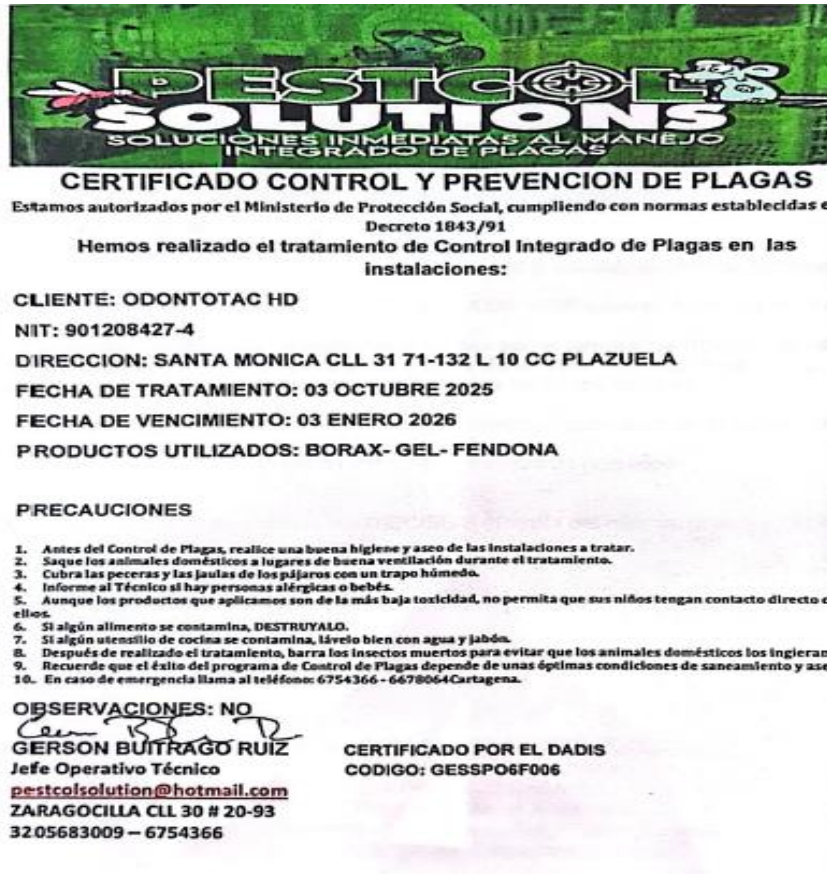 PESTCOL
SOLUTIONS
SOLUCIONES INMEDIATAS AL MANEJO
INTEGRADO DE PLAGAS
CERTIFICADO CONTROL Y PREVENCION DE PLAGAS
Estamos autorizados por el Ministerio de Protección Social, cumpliendo con normas establecidas e
Decreto 1843/91
Hemos realizado el tratamiento de Control Integrado de Plagas en las
instalaciones:
CLIENTE: ODONTOTAC HD
NIT: 901208427-4
DIRECCION: SANTA MONICA CLL 31 71-132 L 10 CC PLAZUELA
FECHA DE TRATAMIENTO: 03 OCTUBRE 2025
FECHA DE VENCIMIENTO: 03 ENERO 2026
PRODUCTOS UTILIZADOS: BORAX- GEL- FENDONA
PRECAUCIONES
1. Antes del Control de Plagas, realice una buena higiene y aseo de las instalaciones a tratar.
2. Saque los animales domésticos a lugares de buena ventilación durante el tratamiento.
3. Cubra las peceras y las jaulas de los pájaros con un trapo húmedo.
4. Informe al Técnico si hay personas alérgicas o bebés.
5. Aunque los productos que aplicamos son de la más baja toxicidad, no permita que sus niños tengan contacto directo c
ellos.
6. Si algún alimento se contamina, DESTRUYALO.
7. Si algún utensilio de cocina se contamina, lávelo bien con agua y jabón.
8. Después de realizado el tratamiento, barra los insectos muertos para evitar que los animales domésticos los ingieran
9. Recuerde que el éxito del programa de Control de Plagas depende de unas óptimas condiciones de saneamiento y ase
10. En caso de emergencia llama al teléfono: 6754366 - 6678064Cartagena.
OBSERVACIONES: NO
GERSON BUITRAGO RUIZ
Jefe Operativo Técnico
pestcolsolution@hotmail.com
ZARAGOCILLA CLL 30 # 20-93
3205683009 – 6754366
CERTIFICADO POR EL DADIS
CODIGO: GESSPO6F006